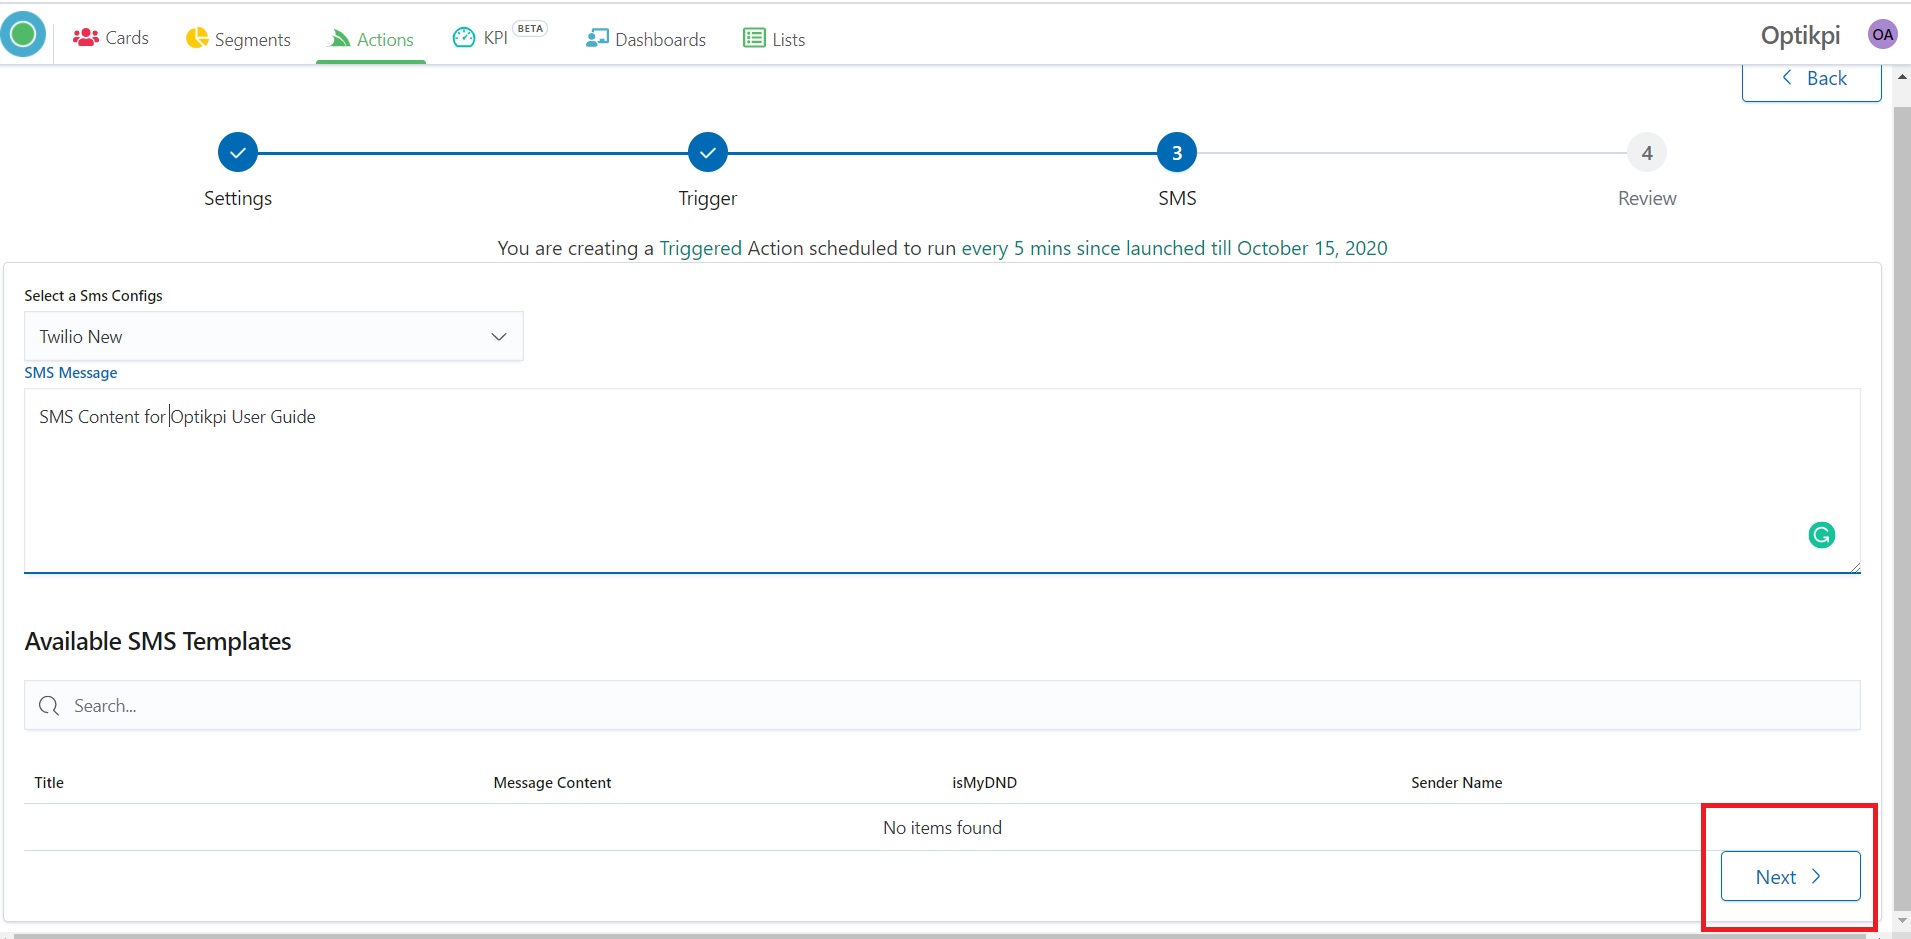 Cards
Segments
Actions
KPI BETA
Dashboards
Lists
Optikpi
OA
Back
3
4
Settings
Trigger
SMS
Review
You are creating a Triggered Action scheduled to run every 5 mins since launched till October 15, 2020
Select a Sms Configs
Twilio New
SMS Message
SMS Content for Optikpi User Guide
G
Available SMS Templates
Search...
Title Message Content isMyDND Sender Name
No items found
Next